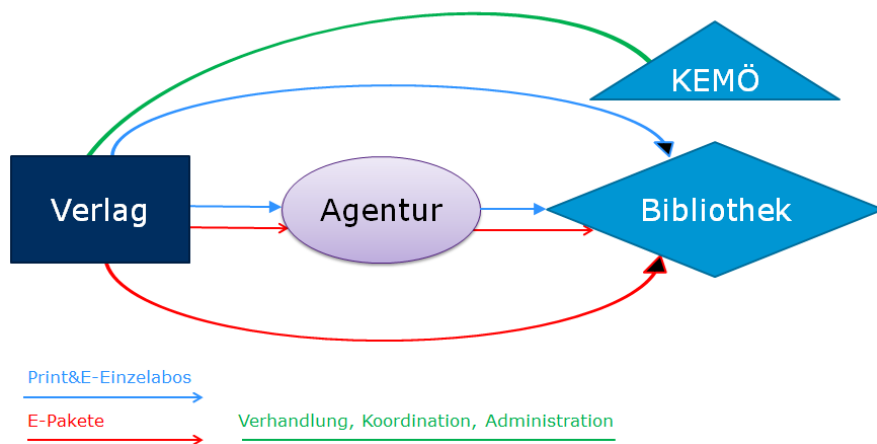 KEMÖ
Verlag
Agentur
Bibliothek
Print&E-Einzelabos
E-Pakete
Verhandlung, Koordination, Administration